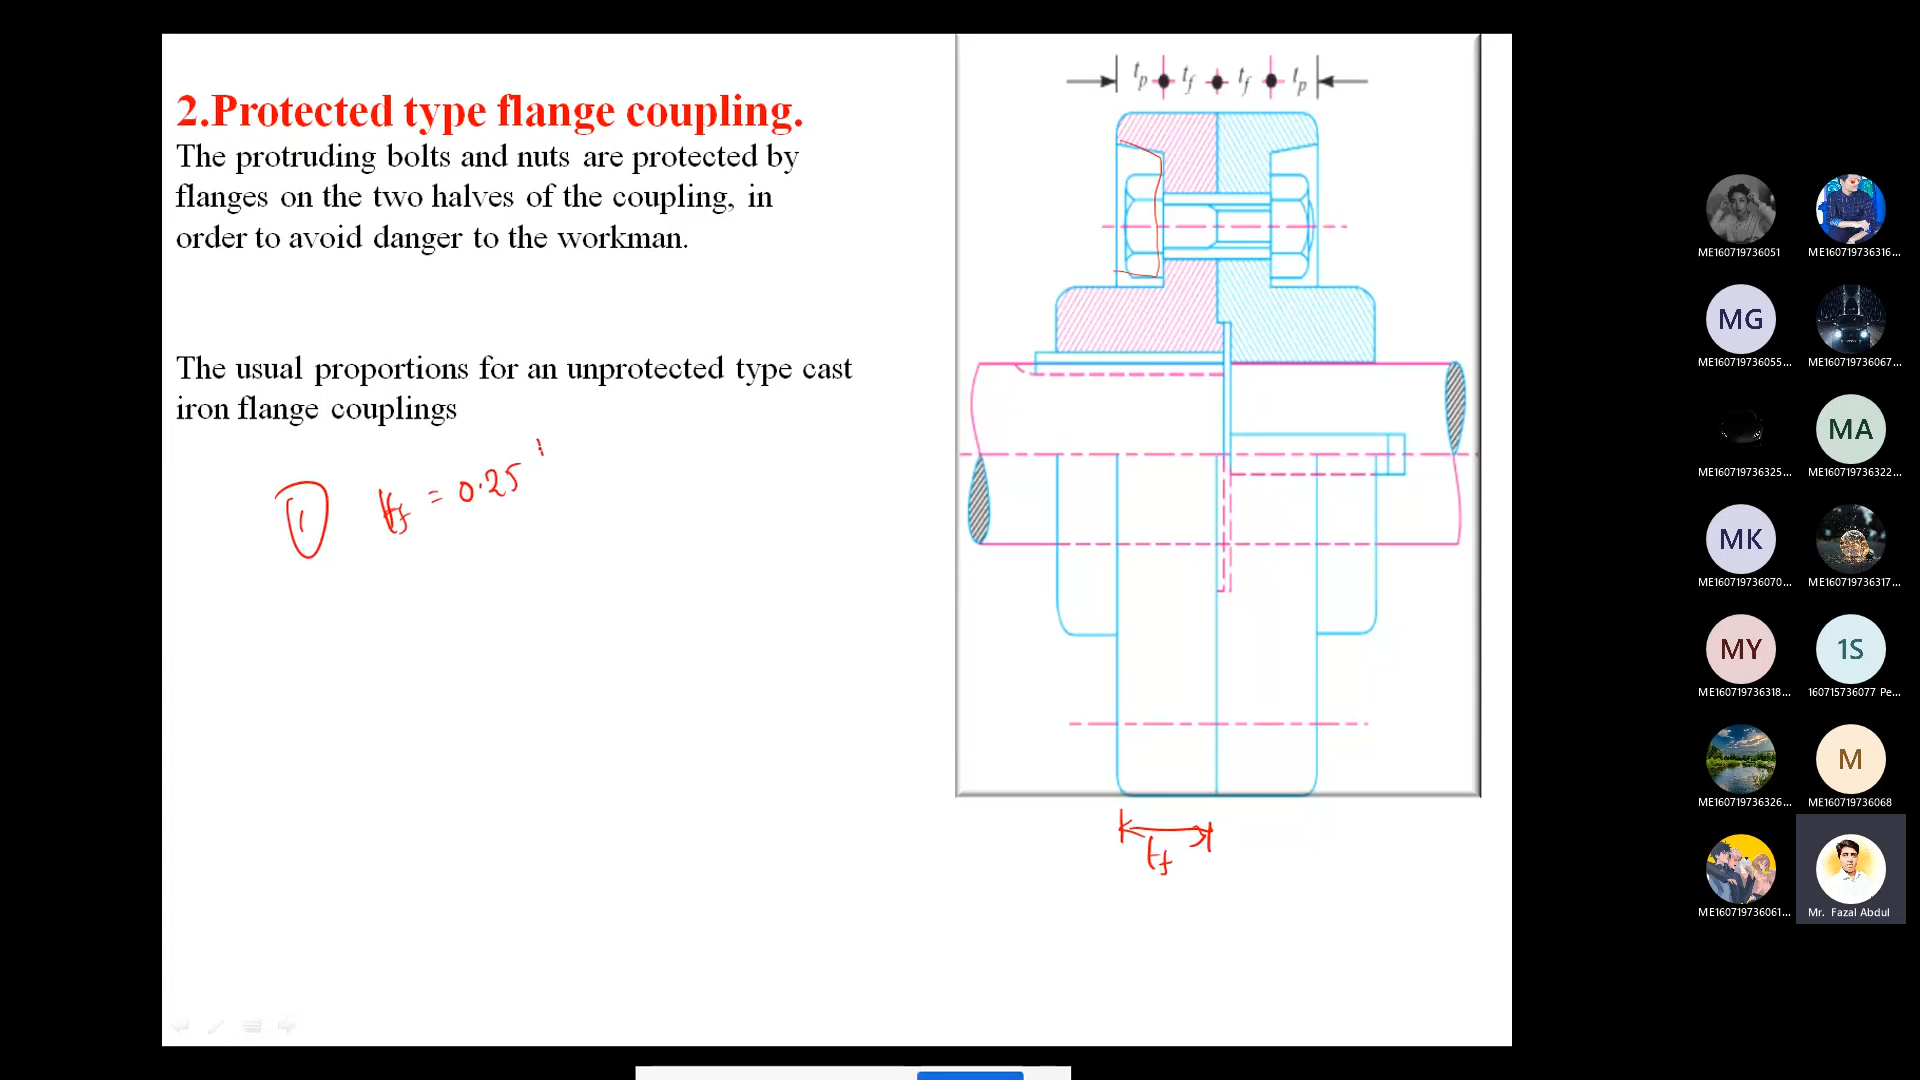 2.Protected type flange coupling.
The protruding bolts and nuts are protected by
flanges on the two halves of the coupling, in
order to avoid danger to the workman.
The usual proportions for an unprotected type cast
iron flange couplings
1 tf = 0.25
tp tf tf tp
tf
ME160719736051 ME160719736316...
MG
ME160719736055... ME160719736067...
MA
ME160719736325... ME160719736322...
MK
ME160719736070... ME160719736317...
MY 1S
ME160719736318... 160715736077 Pe...
M
ME160719736326... ME160719736068
ME160719736061... Mr. Fazal Abdul